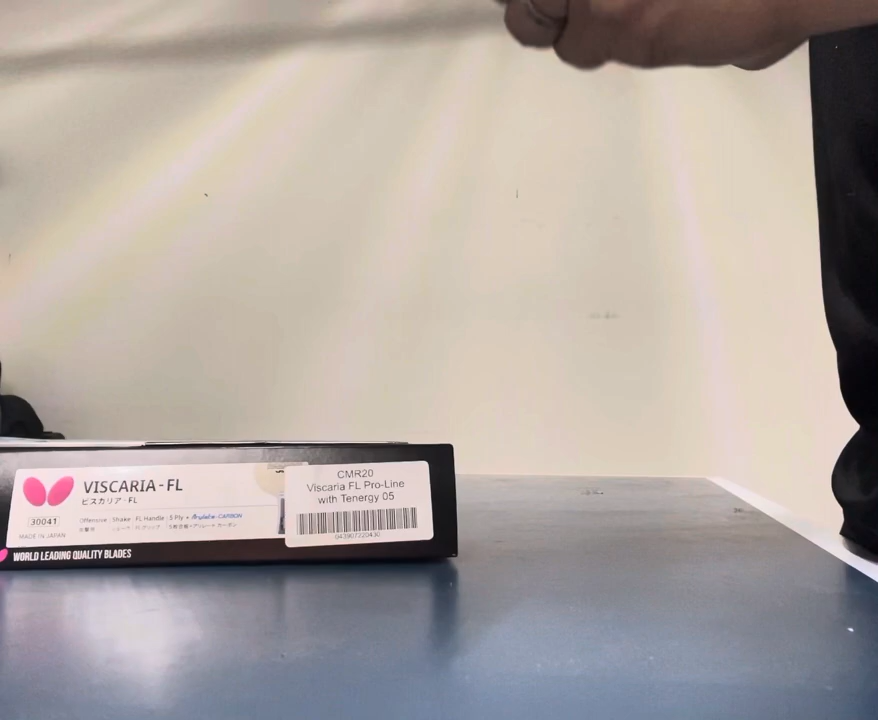 VISCARIA - FL
ビスカリア・FL
30041
Offensive | Shake | FL Handle | 5 Ply + Arylate-CARBON
MADE IN JAPAN
WORLD LEADING QUALITY BLADES
CMR20
Viscaria FL Pro-Line
with Tenergy 05